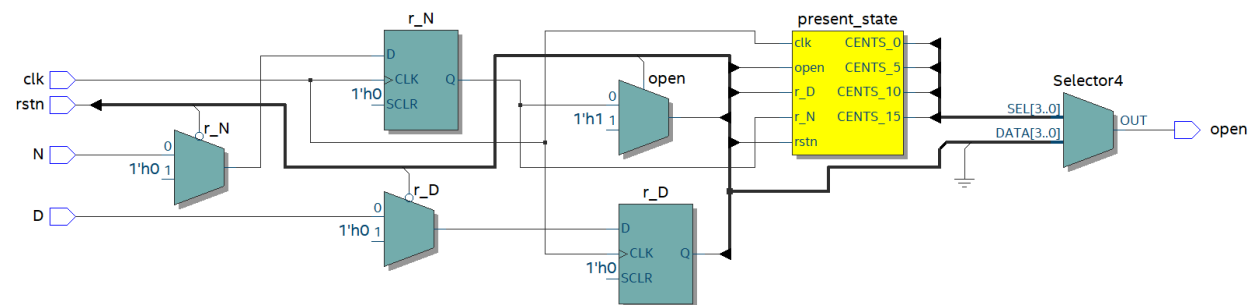 clk
rstn
N
D
r_N
0
1'h0 1
r_N
D
CLK
1'h0
SCLR
Q
r_D
0
1'h0 1
open
0
1'h1 1
r_D
D
CLK
1'h0
SCLR
Q
present_state
clk CENTS_0
open CENTS_5
r_D CENTS_10
r_N CENTS_15
rstn
Selector4
SEL[3..0]
DATA[3..0]
OUT
open